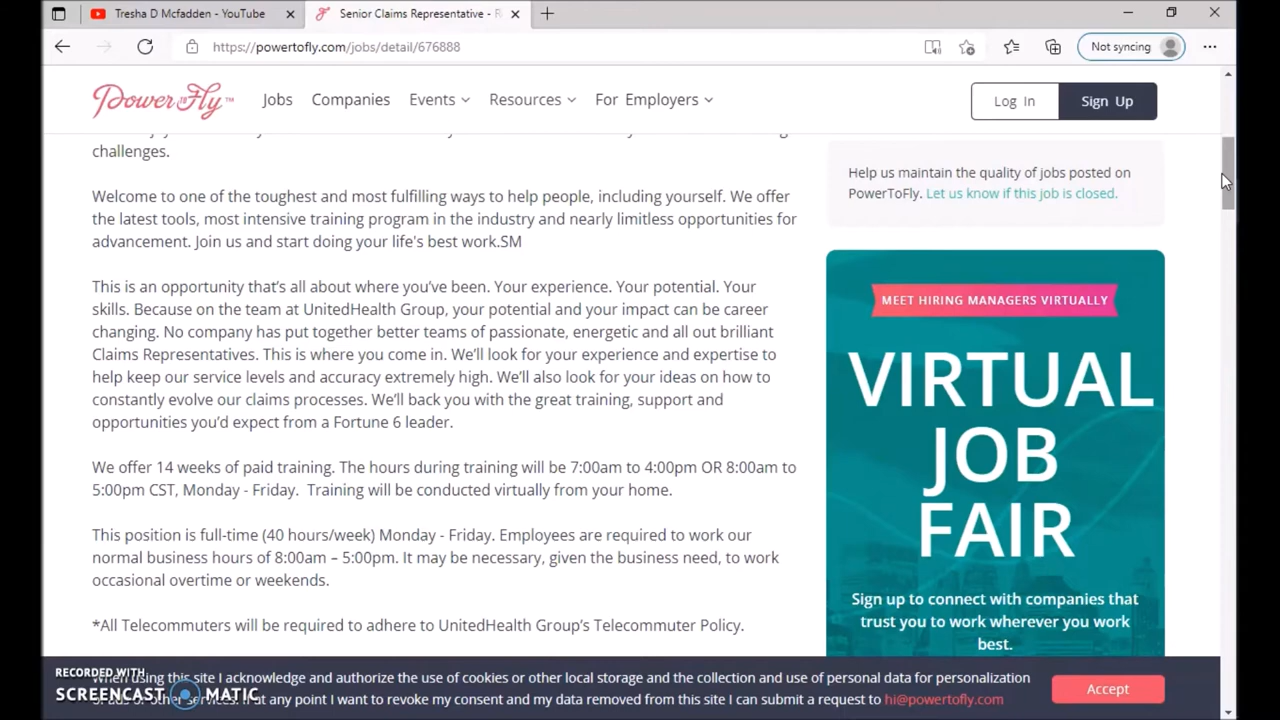 Tresha D Mcfadden - YouTube
Senior Claims Representative - R
https://powertofly.com/jobs/detail/676888
Not syncing
Power to Fly™
Jobs
Companies
Events
Resources
For Employers
Log In
Sign Up
challenges.
Welcome to one of the toughest and most fulfilling ways to help people, including yourself. We offer
the latest tools, most intensive training program in the industry and nearly limitless opportunities for
advancement. Join us and start doing your life's best work.SM
This is an opportunity that's all about where you've been. Your experience. Your potential. Your
skills. Because on the team at UnitedHealth Group, your potential and your impact can be career
changing. No company has put together better teams of passionate, energetic and all out brilliant
Claims Representatives. This is where you come in. We'll look for your experience and expertise to
help keep our service levels and accuracy extremely high. We'll also look for your ideas on how to
constantly evolve our claims processes. We'll back you with the great training, support and
opportunities you'd expect from a Fortune 6 leader.
We offer 14 weeks of paid training. The hours during training will be 7:00am to 4:00pm OR 8:00am to
5:00pm CST, Monday - Friday.  Training will be conducted virtually from your home.
This position is full-time (40 hours/week) Monday - Friday. Employees are required to work our
normal business hours of 8:00am – 5:00pm. It may be necessary, given the business need, to work
occasional overtime or weekends.
*All Telecommuters will be required to adhere to UnitedHealth Group's Telecommuter Policy.
Help us maintain the quality of jobs posted on
PowerToFly. Let us know if this job is closed.
MEET HIRING MANAGERS VIRTUALLY
VIRTUAL
JOB
FAIR
Sign up to connect with companies that
trust you to work wherever you work
best.
When using this site I acknowledge and authorize the use of cookies or other local storage and the collection and use of personal data for personalization
at any point I want to revoke my consent and my data removed from this site I can submit a request to hi@powertofly.com
Accept
RECORDED WITH
SCREENCAST MATIC